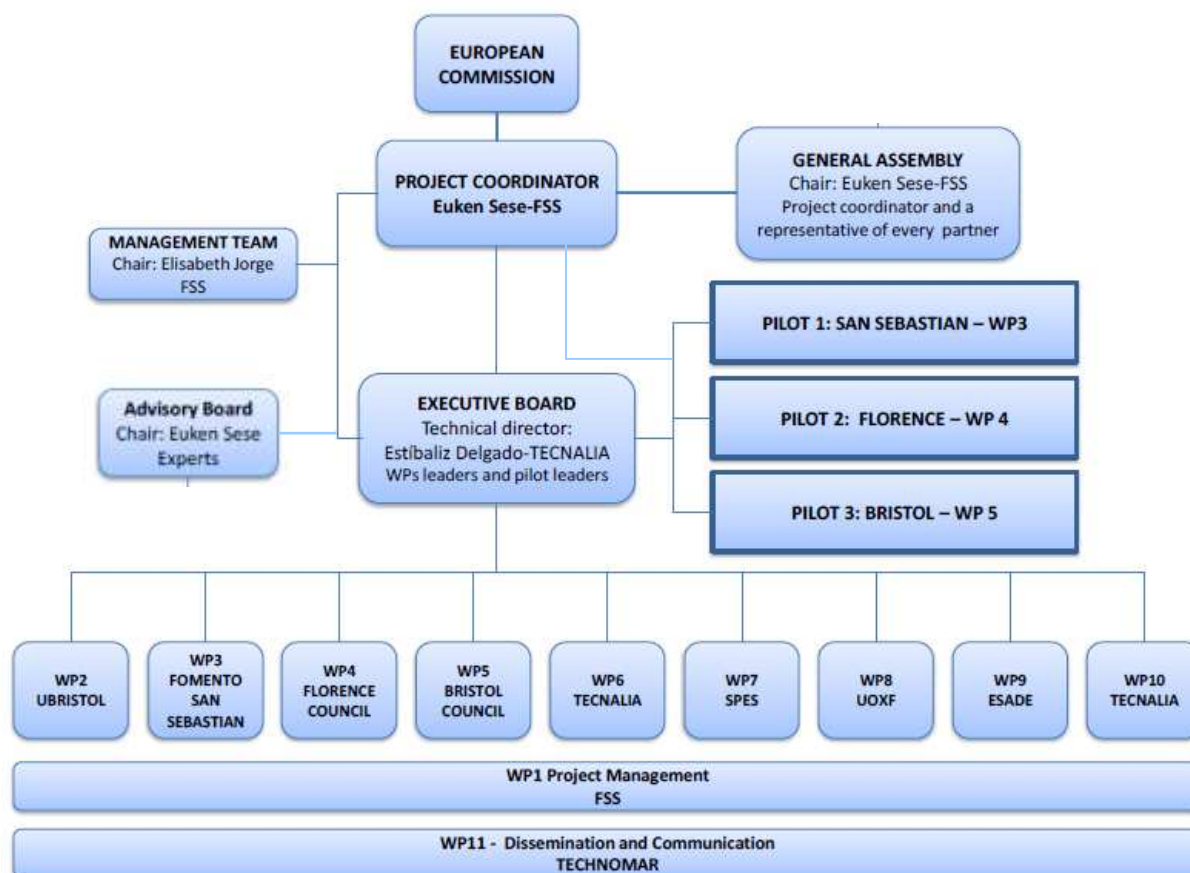 EUROPEAN
COMMISSION
PROJECT COORDINATOR
Euken Sese-FSS
GENERAL ASSEMBLY
Chair: Euken Sese-FSS
Project coordinator and a
representative of every partner
MANAGEMENT TEAM
Chair: Elisabeth Jorge
FSS
PILOT 1: SAN SEBASTIAN – WP3
Advisory Board
Chair: Euken Sese
Experts
EXECUTIVE BOARD
Technical director:
Estíbaliz Delgado-TECNALIA
WPs leaders and pilot leaders
PILOT 2: FLORENCE – WP 4
PILOT 3: BRISTOL – WP 5
WP2
UBRISTOL
WP3
FOMENTO
SAN
SEBASTIAN
WP4
FLORENCE
COUNCIL
WP5
BRISTOL
COUNCIL
WP6
TECNALIA
WP7
SPES
WP8
UOXF
WP9
ESADE
WP10
TECNALIA
WP1 Project Management
FSS
WP11 - Dissemination and Communication
TECHNOMAR